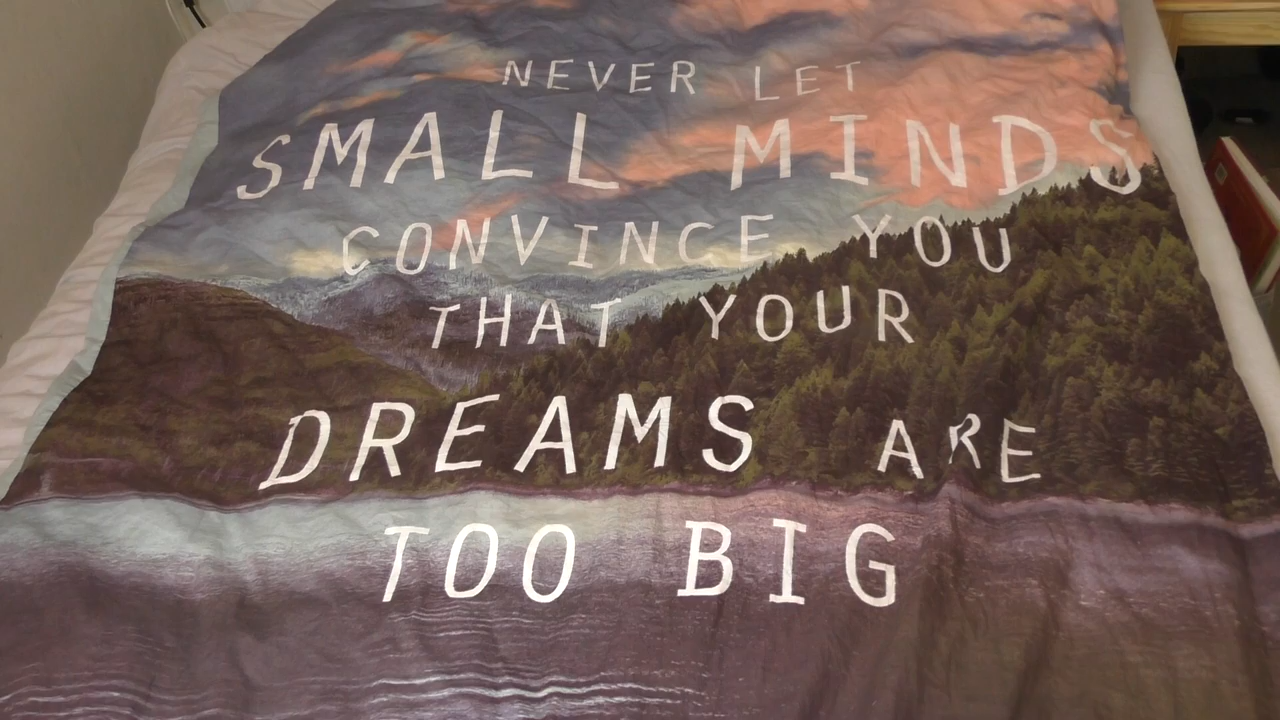 NEVER LET
SMALL MINDS
CONVINCE YOU
THAT YOUR
DREAMS ARE
TOO BIG